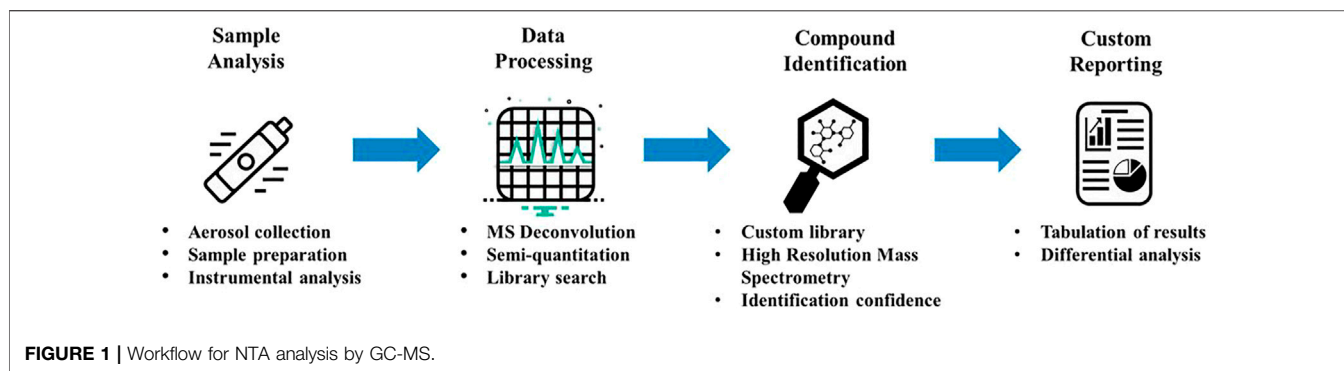 Sample
Analysis
Data
Processing
Compound
Identification
Custom
Reporting
• Aerosol collection
• Sample preparation
• Instrumental analysis
• MS Deconvolution
• Semi-quantitation
• Library search
• Custom library
• High Resolution Mass
Spectrometry
• Identification confidence
• Tabulation of results
• Differential analysis
FIGURE 1 | Workflow for NTA analysis by GC-MS.